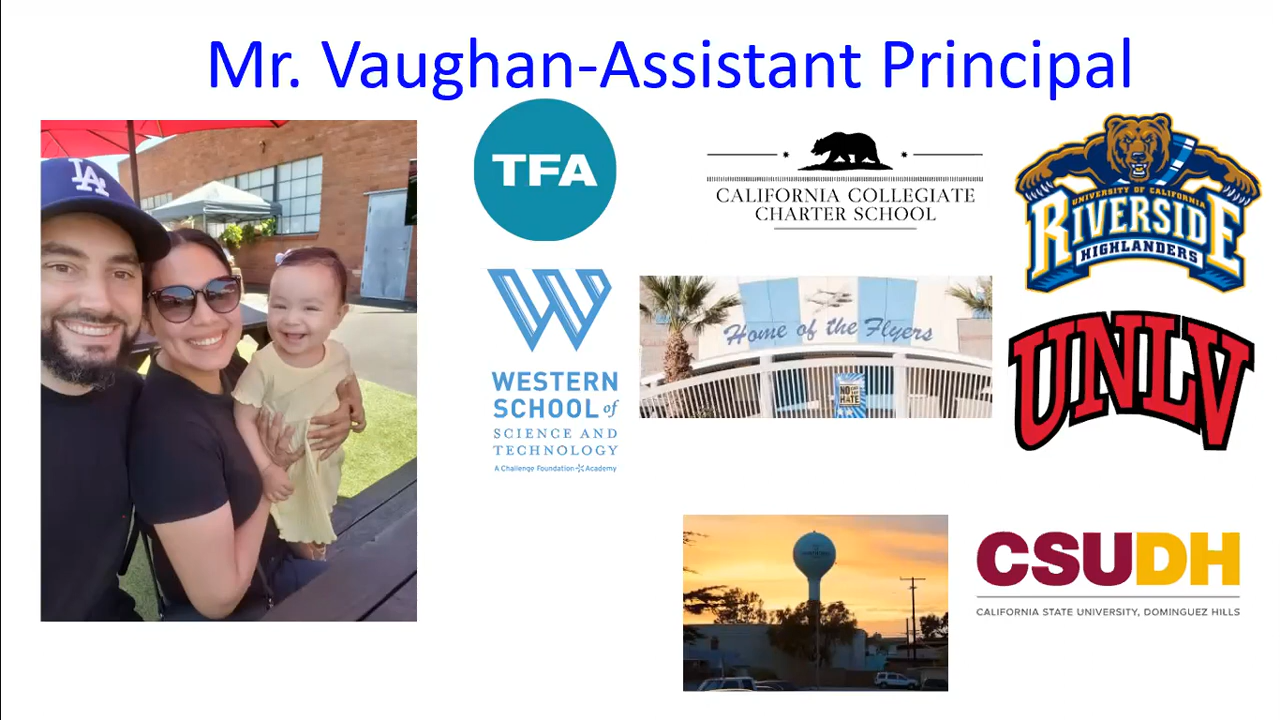 Mr. Vaughan-Assistant Principal
LA
TFA
CALIFORNIA COLLEGIATE
CHARTER SCHOOL
UNIVERSITY OF CALIFORNIA
RIVERSIDE
HIGHLANDERS
W
WESTERN
SCHOOL of
SCIENCE AND
TECHNOLOGY
A Challenge Foundation Academy
Home of the Flyers
NO
HATE
UNLV
CSUDH
CALIFORNIA STATE UNIVERSITY, DOMINGUEZ HILLS